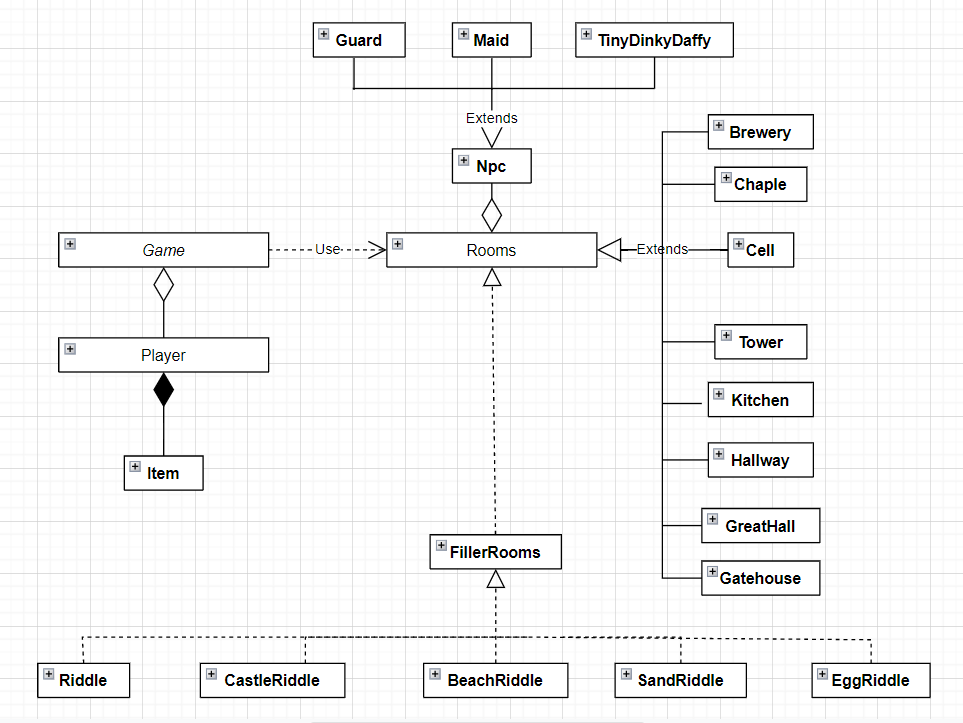 Guard
Maid
TinyDinkyDaffy
Extends
Npc
Brewery
Chaple
Game
Use
Rooms
Extends
Cell
Player
Tower
Kitchen
Item
Hallway
GreatHall
FillerRooms
Gatehouse
Riddle
CastleRiddle
BeachRiddle
SandRiddle
EggRiddle